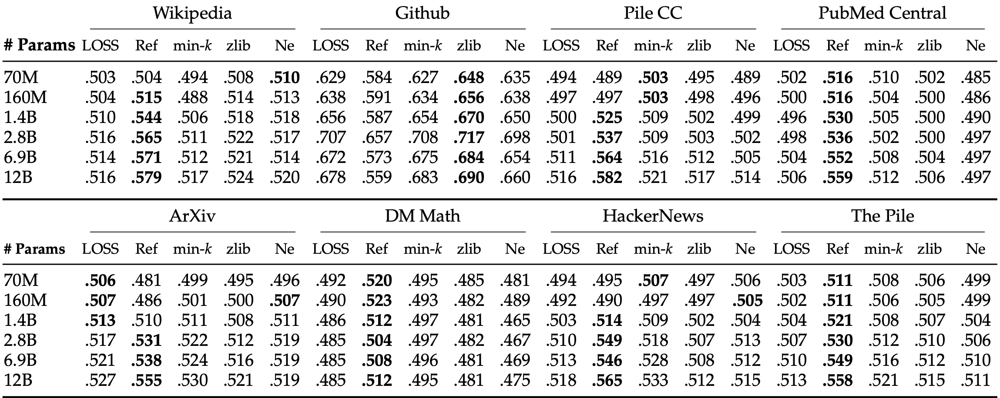 Wikipedia Github Pile CC PubMed Central
# Params LOSS Ref min-k zlib Ne LOSS Ref min-k zlib Ne LOSS Ref min-k zlib Ne LOSS Ref min-k zlib Ne
70M .503 .504 .494 .508 .510 .629 .584 .627 .648 .635 .494 .489 .503 .495 .489 .502 .516 .510 .502 .485
160M .504 .515 .488 .514 .513 .638 .591 .634 .656 .638 .497 .497 .503 .498 .496 .500 .516 .504 .500 .486
1.4B .510 .544 .506 .518 .518 .656 .587 .654 .670 .650 .500 .525 .509 .502 .499 .496 .530 .505 .500 .490
2.8B .516 .565 .511 .522 .517 .707 .657 .708 .717 .698 .501 .537 .509 .503 .502 .498 .536 .502 .500 .497
6.9B .514 .571 .512 .521 .514 .672 .573 .675 .684 .654 .511 .564 .516 .512 .505 .504 .552 .508 .504 .497
12B .516 .579 .517 .524 .520 .678 .559 .683 .690 .660 .516 .582 .521 .517 .514 .506 .559 .512 .506 .497
ArXiv DM Math HackerNews The Pile
# Params LOSS Ref min-k zlib Ne LOSS Ref min-k zlib Ne LOSS Ref min-k zlib Ne LOSS Ref min-k zlib Ne
70M .506 .481 .499 .495 .496 .492 .520 .495 .485 .481 .494 .495 .507 .497 .506 .503 .511 .508 .506 .499
160M .507 .486 .501 .500 .507 .490 .523 .493 .482 .489 .492 .490 .497 .497 .505 .502 .511 .506 .505 .499
1.4B .513 .510 .511 .508 .511 .486 .512 .497 .481 .465 .503 .514 .509 .502 .504 .504 .521 .508 .507 .504
2.8B .517 .531 .522 .512 .519 .485 .504 .497 .482 .467 .510 .549 .518 .507 .513 .507 .530 .512 .510 .506
6.9B .521 .538 .524 .516 .519 .485 .508 .496 .481 .469 .513 .546 .528 .508 .512 .510 .549 .516 .512 .510
12B .527 .555 .530 .521 .519 .485 .512 .495 .481 .475 .518 .565 .533 .512 .515 .513 .558 .521 .515 .511